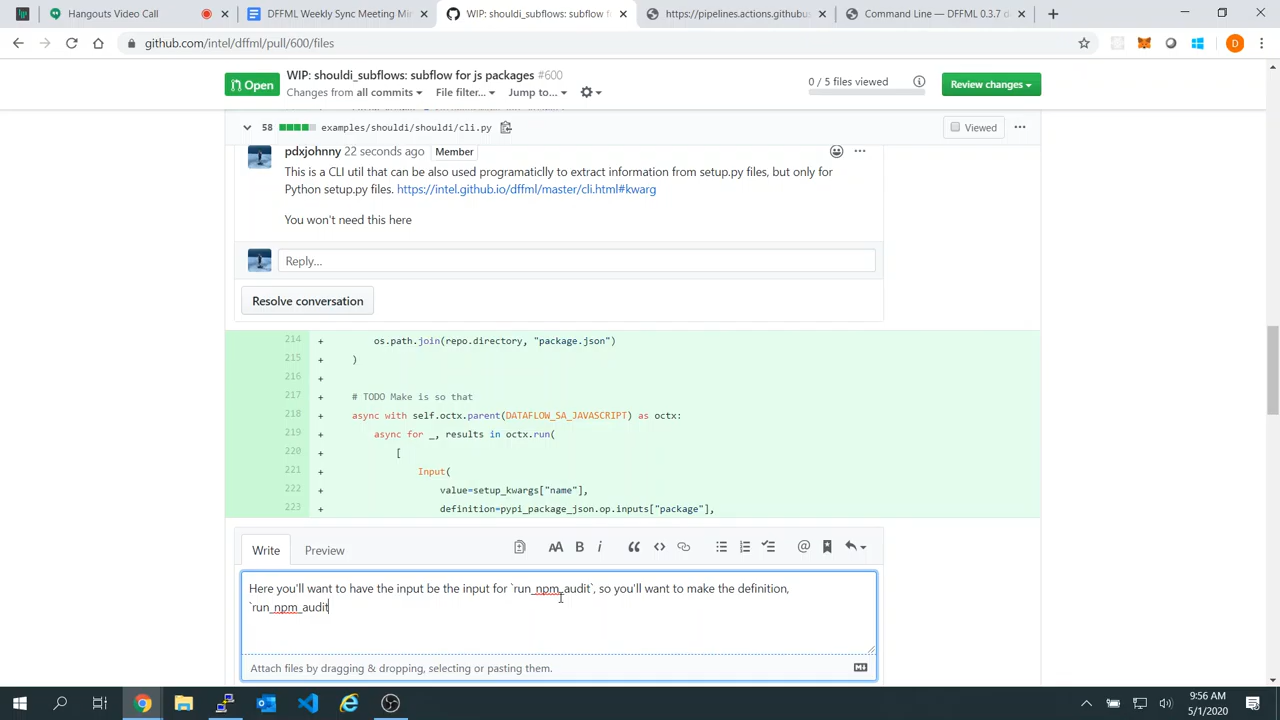 Hangouts Video Call
DFFML Weekly Sync Meeting Min
WIP: shouldi_subflows: subflow fo
https://pipelines.actions.githubus
Command Line — DFFML 0.3.7 d
github.com/intel/dffml/pull/600/files
D
Open
WIP: shouldi_subflows: subflow for js packages #600
Changes from all commits
File filter...
Jump to...
0 / 5 files viewed
Review changes
58
examples/shouldi/shouldi/cli.py
Viewed
pdxjohnny 22 seconds ago Member
This is a CLI util that can be also used programaticlly to extract information from setup.py files, but only for
Python setup.py files. https://intel.github.io/dffml/master/cli.html#kwarg
You won't need this here
Reply...
Resolve conversation
214 + os.path.join(repo.directory, "package.json")
215 + )
216 +
217 + # TODO Make is so that
218 + async with self.octx.parent(DATAFLOW_SA_JAVASCRIPT) as octx:
219 + async for _, results in octx.run(
220 + [
221 + Input(
222 + value=setup_kwargs["name"],
223 + definition=pypi_package_json.op.inputs["package"],
Write
Preview
Here you'll want to have the input be the input for `run_npm_audit`, so you'll want to make the definition,
`run_npm_audit
Attach files by dragging & dropping, selecting or pasting them.
9:56 AM
5/1/2020